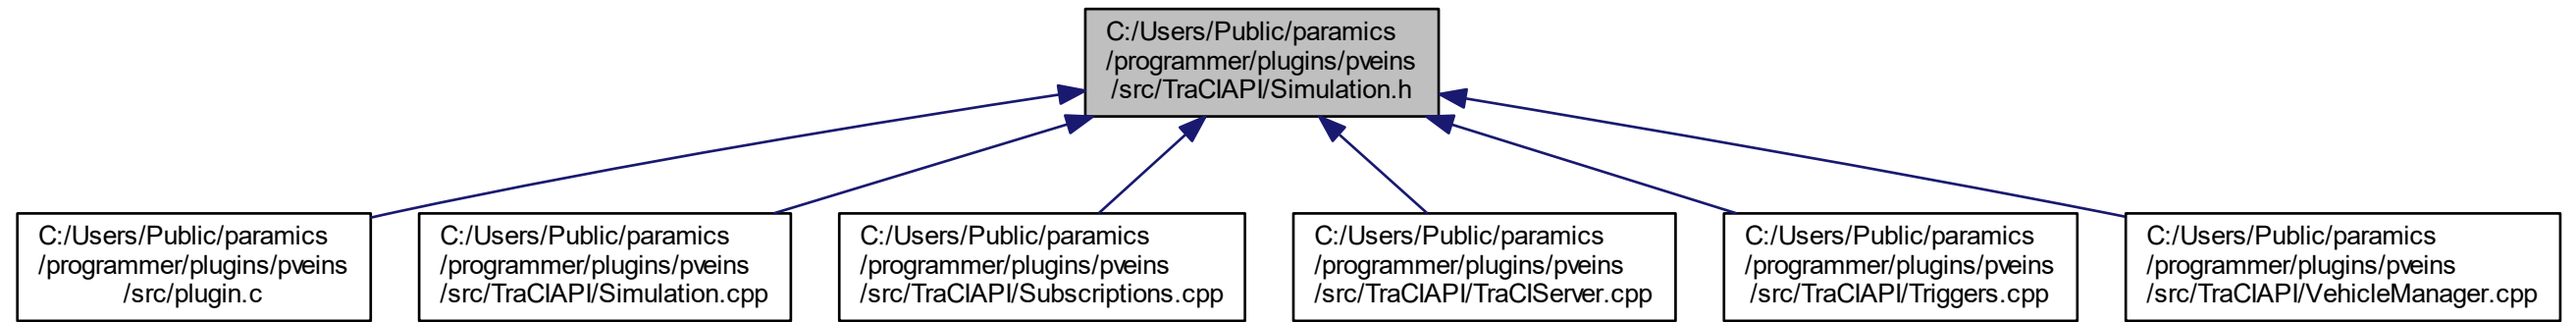 C:/Users/Public/paramics
/programmer/plugins/pveins
/src/TraCIAPI/Simulation.h
C:/Users/Public/paramics
/programmer/plugins/pveins
/src/plugin.c
C:/Users/Public/paramics
/programmer/plugins/pveins
/src/TraCIAPI/Simulation.cpp
C:/Users/Public/paramics
/programmer/plugins/pveins
/src/TraCIAPI/Subscriptions.cpp
C:/Users/Public/paramics
/programmer/plugins/pveins
/src/TraCIAPI/TraCIServer.cpp
C:/Users/Public/paramics
/programmer/plugins/pveins
/src/TraCIAPI/Triggers.cpp
C:/Users/Public/paramics
/programmer/plugins/pveins
/src/TraCIAPI/VehicleManager.cpp